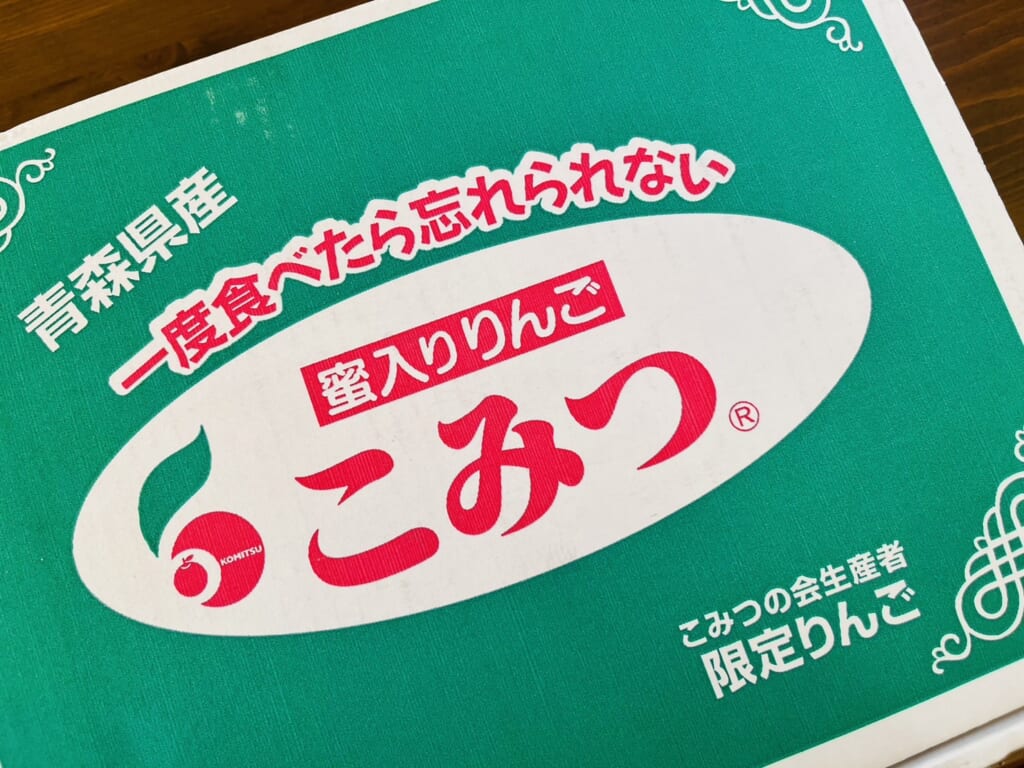 青森県産
一度食べたら忘れられない
蜜入りりんご
こみつ®
KOMITSU
こみつの会生産者
限定りんご